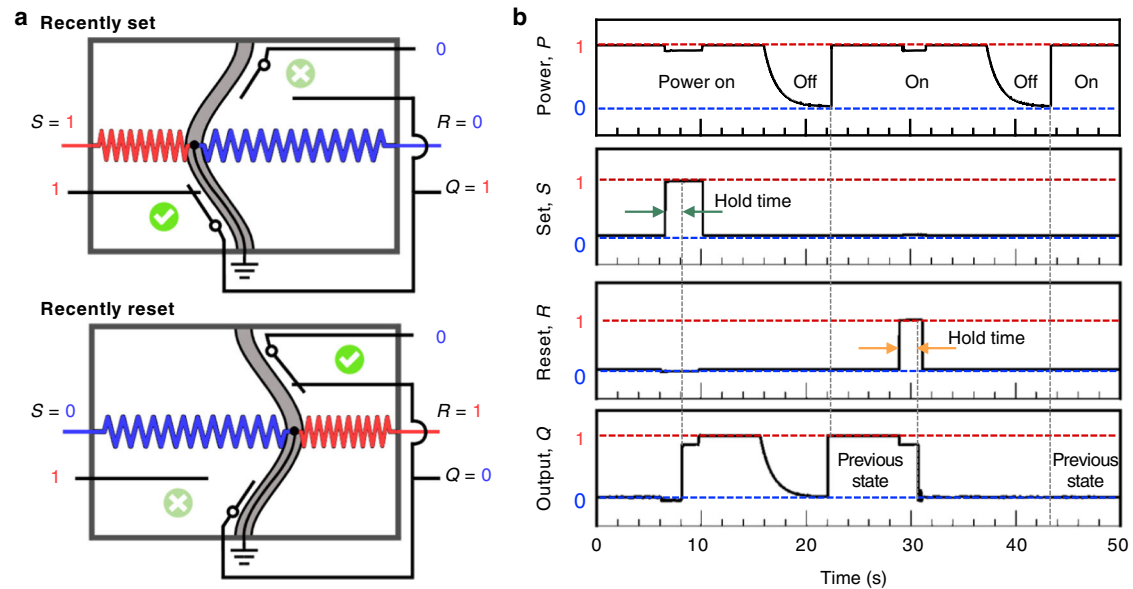 a
Recently set
0
S = 1
R = 0
1
Q = 1
Recently reset
0
S = 0
R = 1
1
Q = 0
b
Power, P
1
0
Power on
Off
On
Off
On
Set, S
1
0
Hold time
Reset, R
1
0
Hold time
Output, Q
1
0
Previous
state
Previous
state
0 10 20 30 40 50
Time (s)